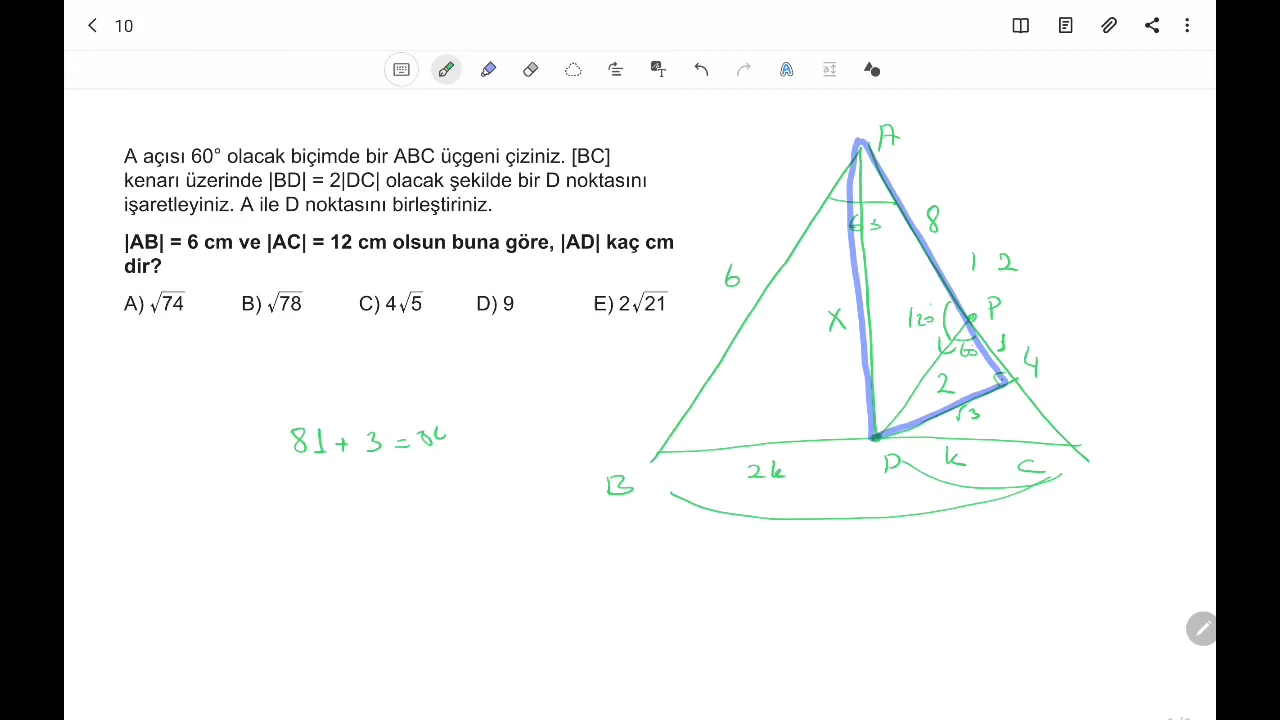 10
A açısı 60° olacak biçimde bir ABC üçgeni çiziniz. [BC]
kenarı üzerinde |BD| = 2|DC| olacak şekilde bir D noktasını
işaretleyiniz. A ile D noktasını birleştiriniz.
|AB| = 6 cm ve |AC| = 12 cm olsun buna göre, |AD| kaç cm
dir?
A) √74 B) √78 C) 4√5 D) 9 E) 2√21
A
8
6
12
X
120
P
60
1
4
2
√3
81 + 3 =
B
2k
D
k
C